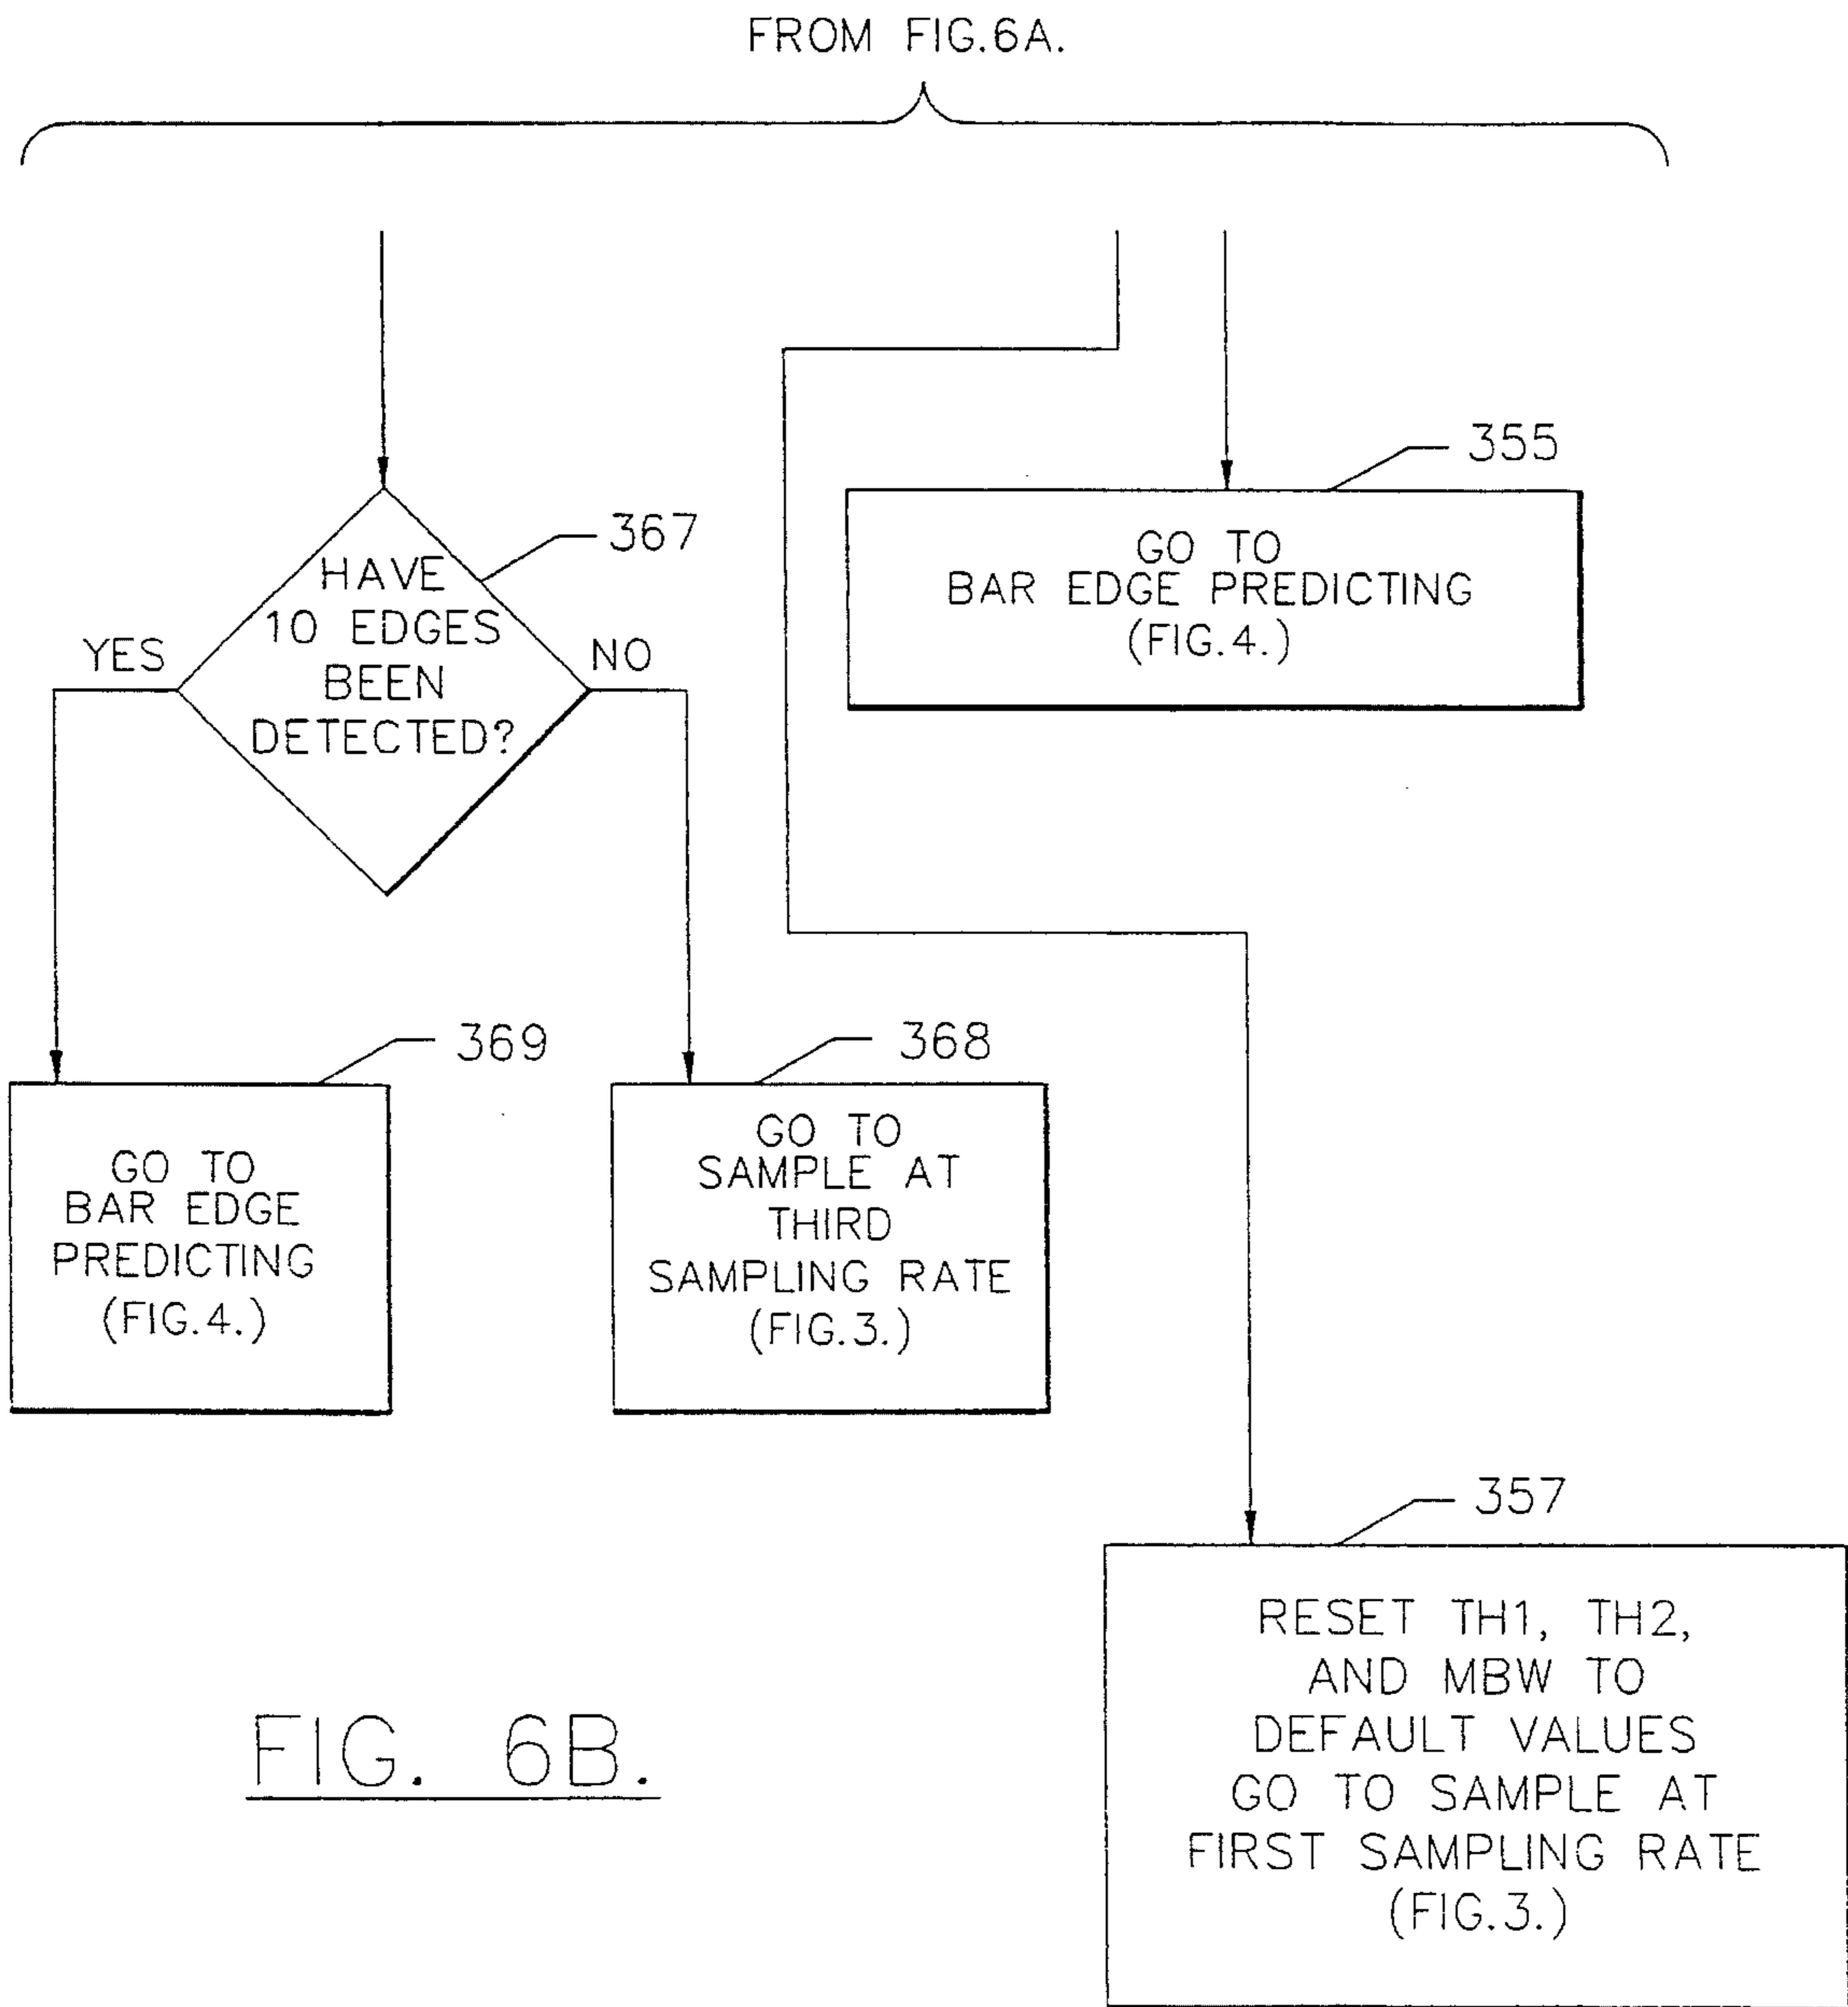 FROM FIG.6A.
355
GO TO
BAR EDGE PREDICTING
(FIG.4.)
367
HAVE
10 EDGES
BEEN
DETECTED?
YES
NO
369
GO TO
BAR EDGE
PREDICTING
(FIG.4.)
368
GO TO
SAMPLE AT
THIRD
SAMPLING RATE
(FIG.3.)
357
RESET TH1, TH2,
AND MBW TO
DEFAULT VALUES
GO TO SAMPLE AT
FIRST SAMPLING RATE
(FIG.3.)
FIG. 6B.